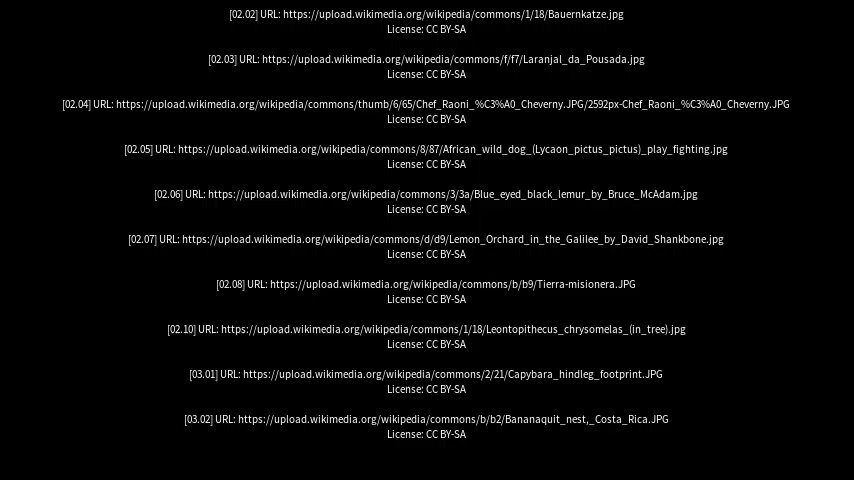 [02.02] URL: https://upload.wikimedia.org/wikipedia/commons/1/18/Bauernkatze.jpg
License: CC BY-SA
[02.03] URL: https://upload.wikimedia.org/wikipedia/commons/f/f7/Laranjal_da_Pousada.jpg
License: CC BY-SA
[02.04] URL: https://upload.wikimedia.org/wikipedia/commons/thumb/6/65/Chef_Raoni_%C3%A0_Cheverny.JPG/2592px-Chef_Raoni_%C3%A0_Cheverny.JPG
License: CC BY-SA
[02.05] URL: https://upload.wikimedia.org/wikipedia/commons/8/87/African_wild_dog_(Lycaon_pictus_pictus)_play_fighting.jpg
License: CC BY-SA
[02.06] URL: https://upload.wikimedia.org/wikipedia/commons/3/3a/Blue_eyed_black_lemur_by_Bruce_McAdam.jpg
License: CC BY-SA
[02.07] URL: https://upload.wikimedia.org/wikipedia/commons/d/d9/Lemon_Orchard_in_the_Galilee_by_David_Shankbone.jpg
License: CC BY-SA
[02.08] URL: https://upload.wikimedia.org/wikipedia/commons/b/b9/Tierra-misionera.JPG
License: CC BY-SA
[02.10] URL: https://upload.wikimedia.org/wikipedia/commons/1/18/Leontopithecus_chrysomelas_(in_tree).jpg
License: CC BY-SA
[03.01] URL: https://upload.wikimedia.org/wikipedia/commons/2/21/Capybara_hindleg_footprint.JPG
License: CC BY-SA
[03.02] URL: https://upload.wikimedia.org/wikipedia/commons/b/b2/Bananaquit_nest,_Costa_Rica.JPG
License: CC BY-SA